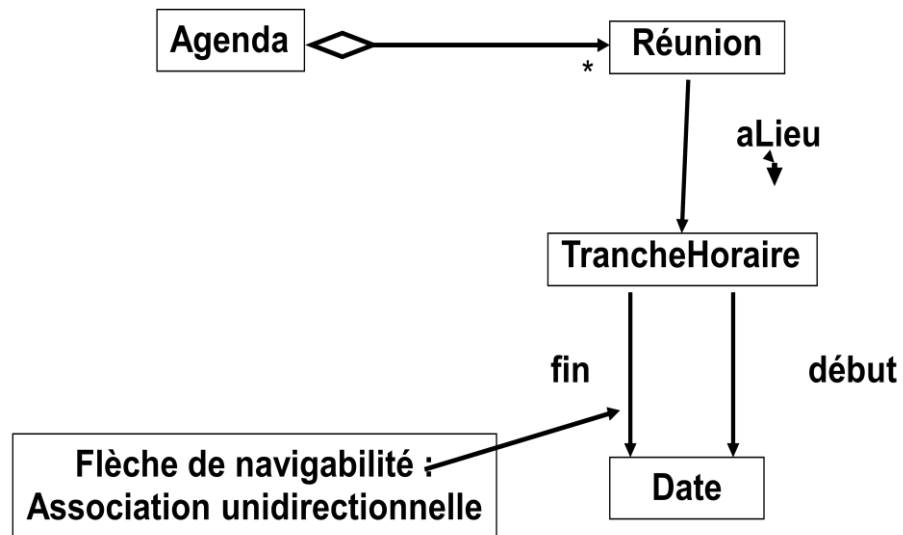 Agenda
Réunion
*
aLieu
TrancheHoraire
fin
début
Flèche de navigabilité :
Association unidirectionnelle
Date